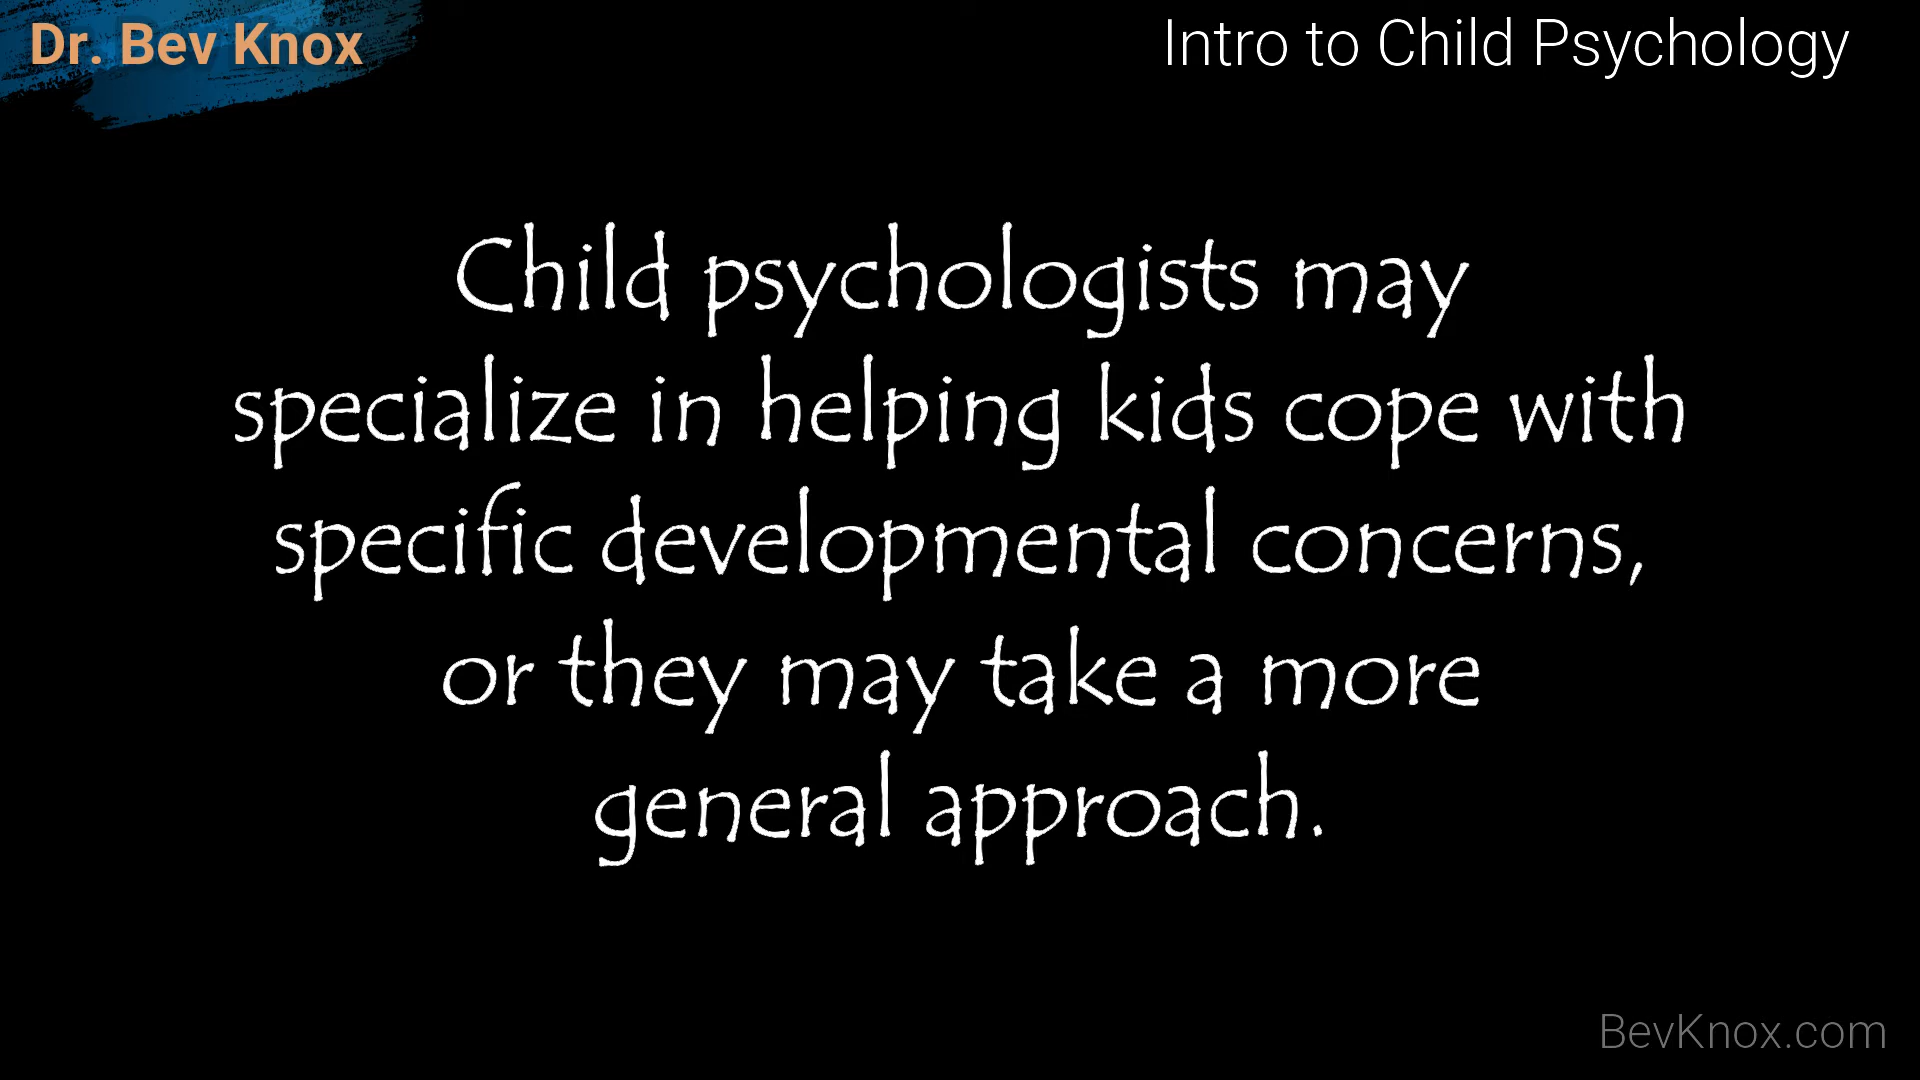 Dr. Bev Knox
Intro to Child Psychology
Child psychologists may
specialize in helping kids cope with
specific developmental concerns,
or they may take a more
general approach.
BevKnox.com